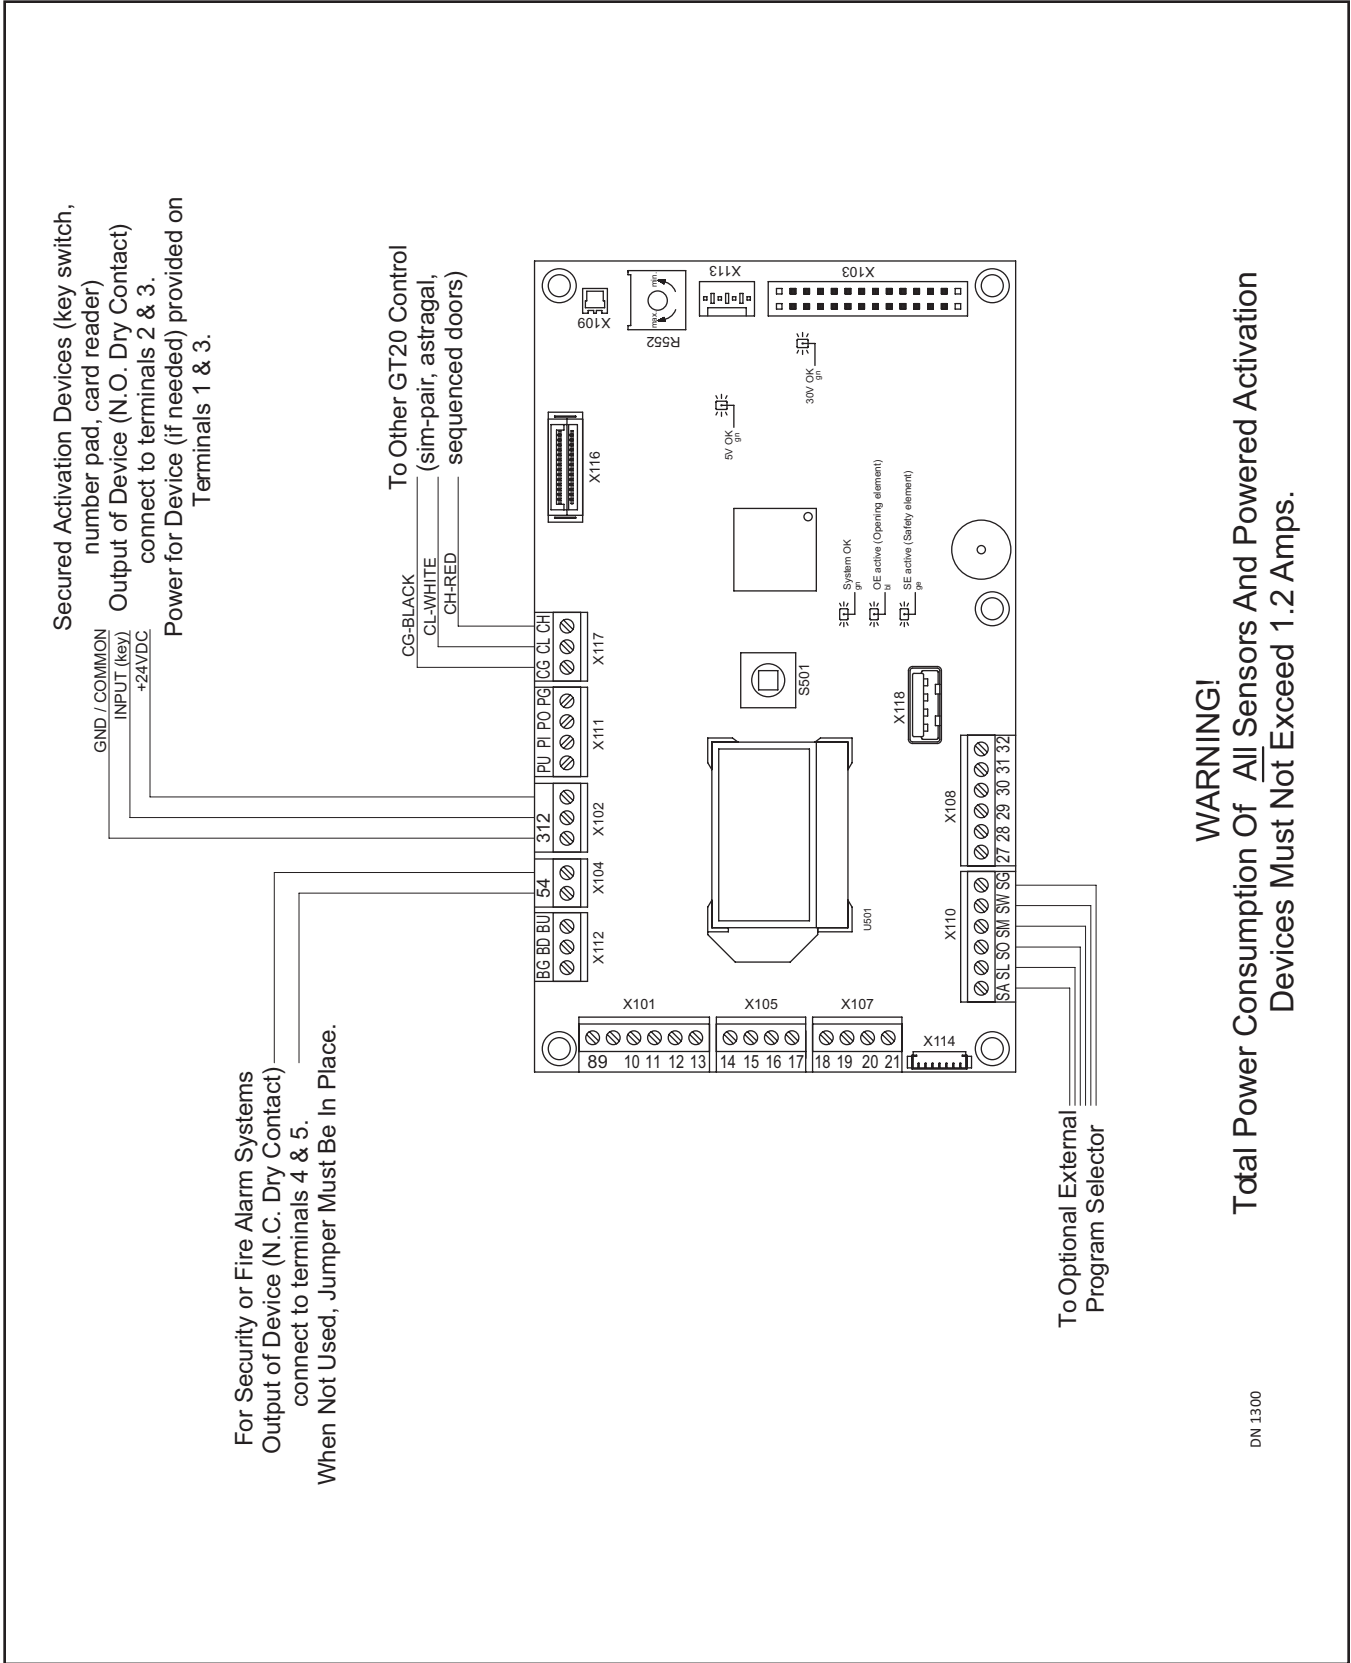 Secured Activation Devices (key switch,
number pad, card reader)
Output of Device (N.O. Dry Contact)
connect to terminals 2 & 3.
Power for Device (if needed) provided on
Terminals 1 & 3.
GND / COMMON
INPUT (key)
+24VDC
For Security or Fire Alarm Systems
Output of Device (N.C. Dry Contact)
connect to terminals 4 & 5.
When Not Used, Jumper Must Be In Place.
To Other GT20 Control
(sim-pair, astragal,
sequenced doors)
CG-BLACK
CL-WHITE
CH-RED
BG BD BU
X112
54
X104
312
X102
PU PI PO PG
X111
CG CL CH
X117
X116
X109
max. min.
R552
X113
X103
5V OK
gn
30V OK
gn
System OK
gn
OE active (Opening element)
bl
SE active (Safety element)
ge
S501
X118
U501
X101
89 10 11 12 13
X105
14 15 16 17
X107
18 19 20 21
X114
X110
SA SL SO SM SW SG
X108
27 28 29 30 31 32
To Optional External
Program Selector
WARNING!
Total Power Consumption Of All Sensors And Powered Activation
Devices Must Not Exceed 1.2 Amps.
DN 1300